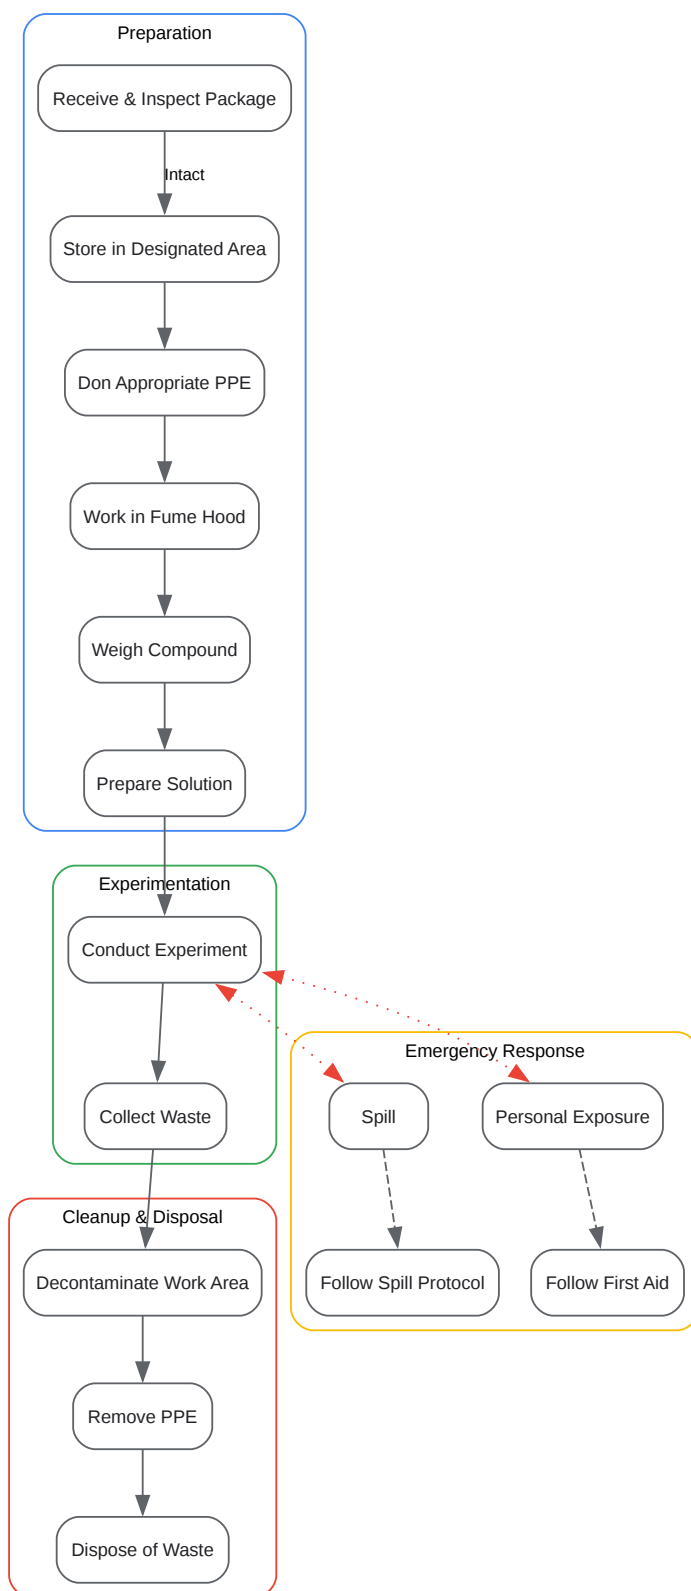 Preparation
Receive & Inspect Package
Intact
Store in Designated Area
Don Appropriate PPE
Work in Fume Hood
Weigh Compound
Prepare Solution
Experimentation
Conduct Experiment
Emergency Response
Collect Waste
Spill
Personal Exposure
Cleanup & Disposal
Decontaminate Work Area
Follow Spill Protocol
Follow First Aid
Remove PPE
Dispose of Waste